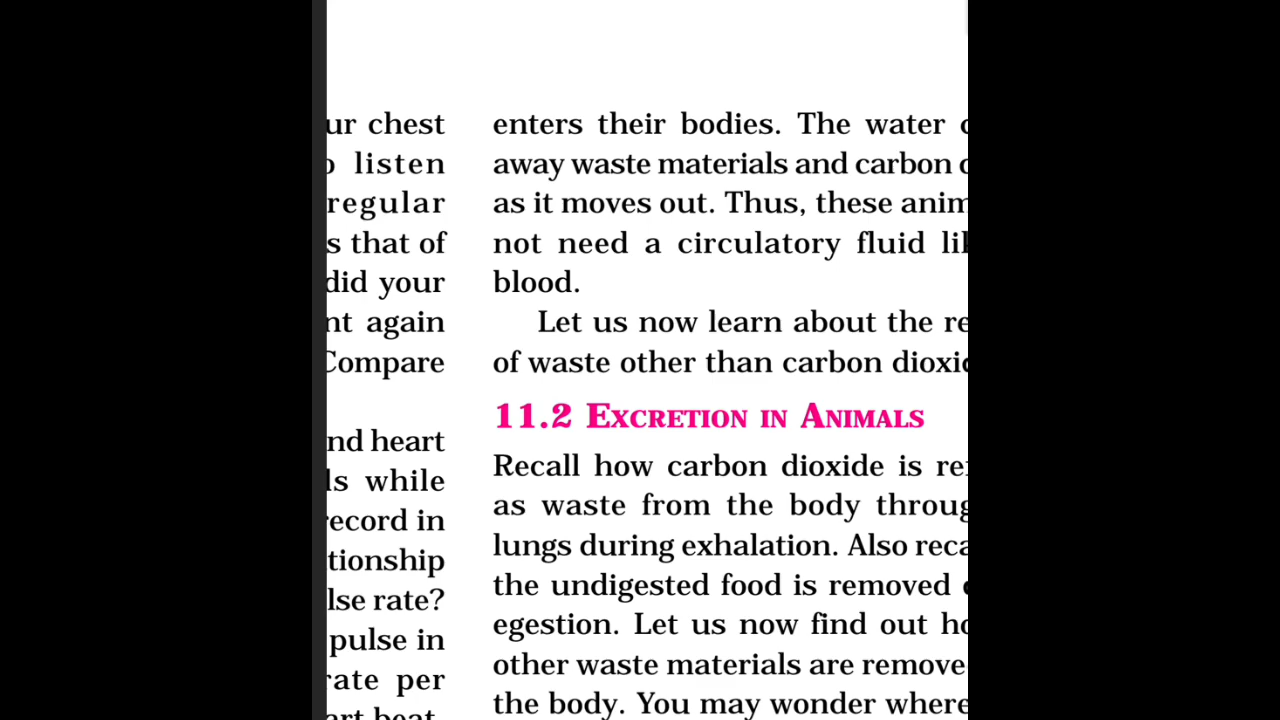 ur chest
listen
regular
s that of
did your
nt again
Compare
nd heart
ls while
record in
tionship
lse rate?
pulse in
rate per
art beat
enters their bodies. The water
away waste materials and carbon
as it moves out. Thus, these anim
not need a circulatory fluid li
blood.
Let us now learn about the re
of waste other than carbon dioxi
11.2 EXCRETION IN ANIMALS
Recall how carbon dioxide is re
as waste from the body throug
lungs during exhalation. Also reca
the undigested food is removed
egestion. Let us now find out ho
other waste materials are remove
the body. You may wonder where